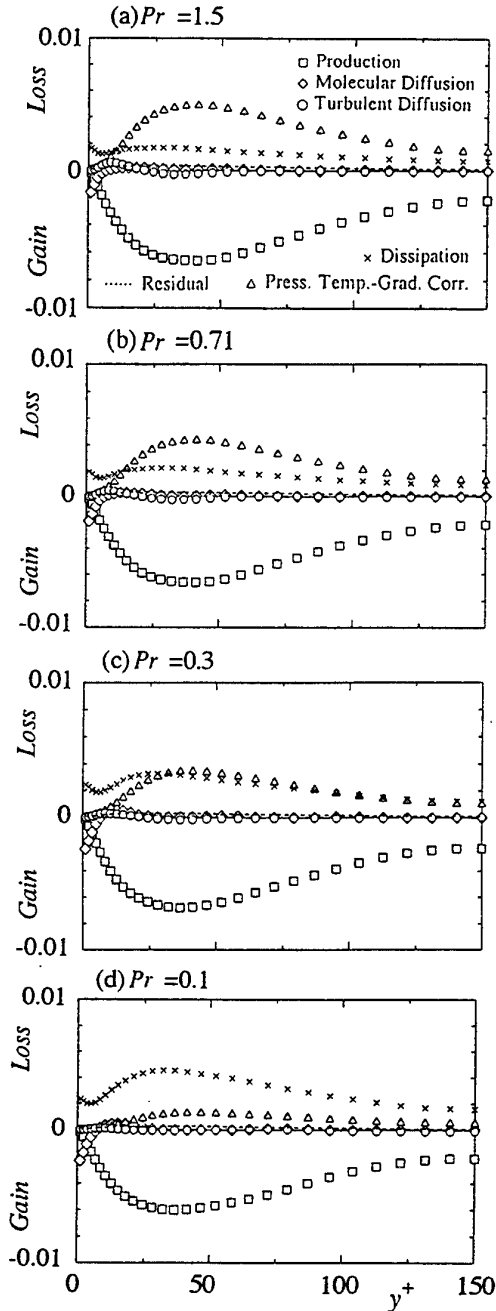 (a) Pr =1.5
0.01
Loss
□ Production
◇ Molecular Diffusion
○ Turbulent Diffusion
0
Gain
× Dissipation
Residual △ Press. Temp.-Grad. Corr.
-0.01
(b) Pr =0.71
0.01
Loss
0
Gain
-0.01
(c) Pr =0.3
0.01
Loss
0
Gain
-0.01
(d) Pr =0.1
0.01
Loss
0
Gain
-0.01
0 50 100 150
y+